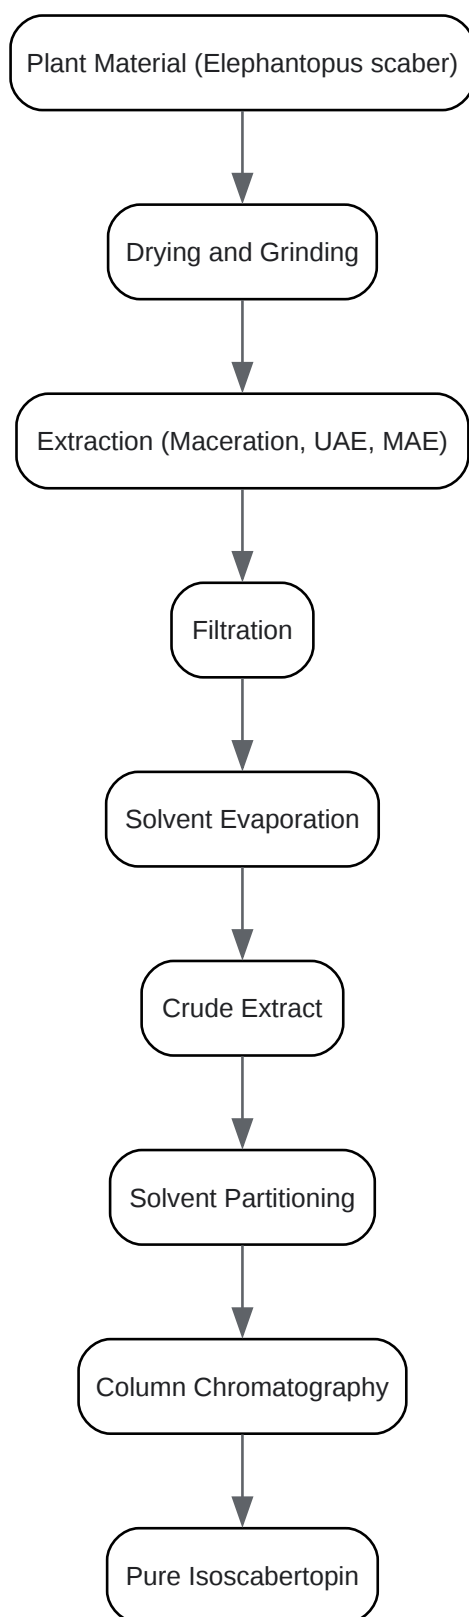 Plant Material (Elephantopus scaber)
Drying and Grinding
Extraction (Maceration, UAE, MAE)
Filtration
Solvent Evaporation
Crude Extract
Solvent Partitioning
Column Chromatography
Pure Isoscabertopin